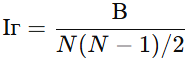 Iг = B / N(N − 1)/2